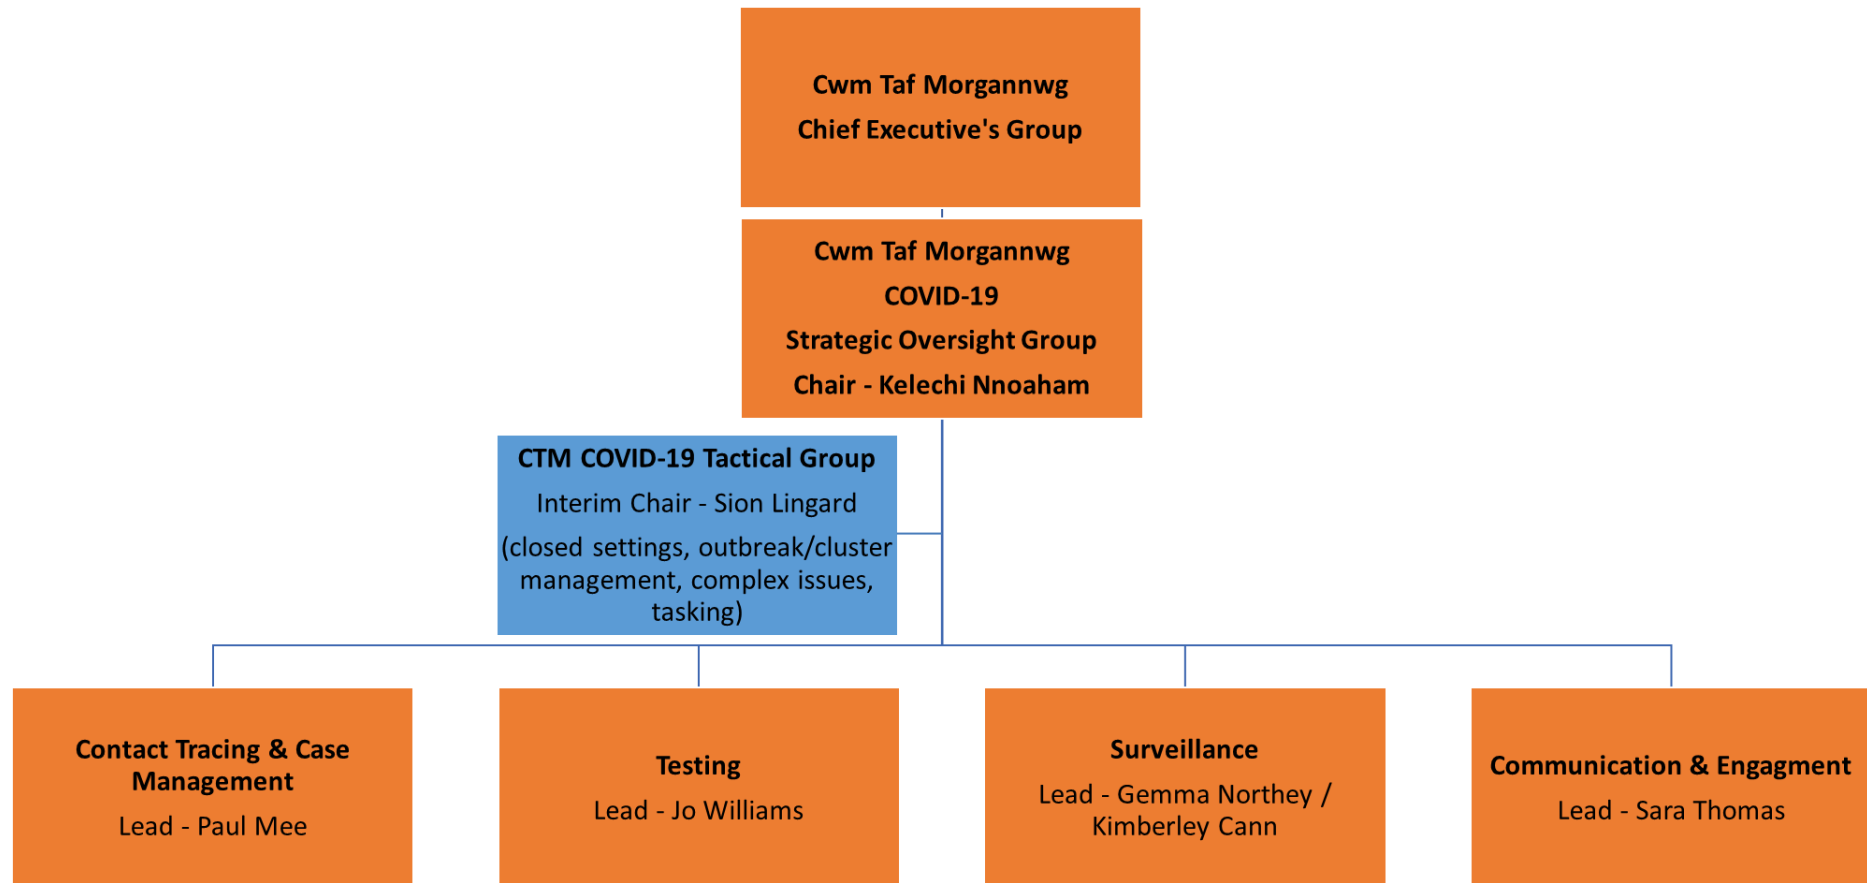 Cwm Taf Morgannwg
Chief Executive's Group
Cwm Taf Morgannwg
COVID-19
Strategic Oversight Group
Chair - Kelechi Nnoaham
CTM COVID-19 Tactical Group
Interim Chair - Sion Lingard
(closed settings, outbreak/cluster
management, complex issues,
tasking)
Contact Tracing & Case
Management
Lead - Paul Mee
Testing
Lead - Jo Williams
Surveillance
Lead - Gemma Northey /
Kimberley Cann
Communication & Engagment
Lead - Sara Thomas